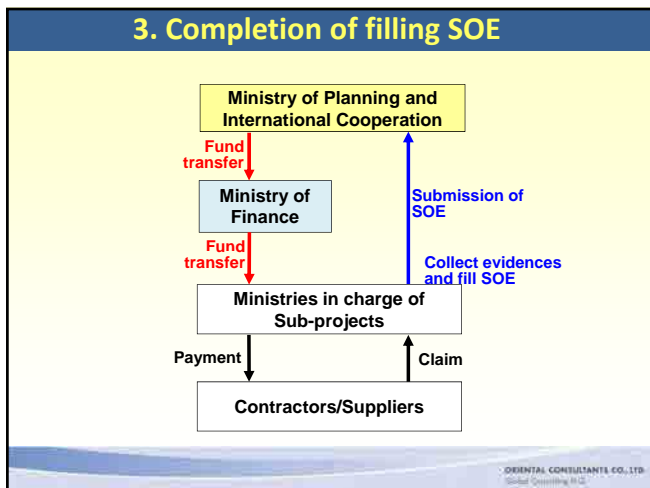 3. Completion of filling SOE
Ministry of Planning and
International Cooperation
Fund
transfer
Ministry of
Finance
Submission of
SOE
Fund
transfer
Collect evidences
and fill SOE
Ministries in charge of
Sub-projects
Payment
Claim
Contractors/Suppliers
ORIENTAL CONSULTANTS CO., LTD
Global Consulting H.Q.